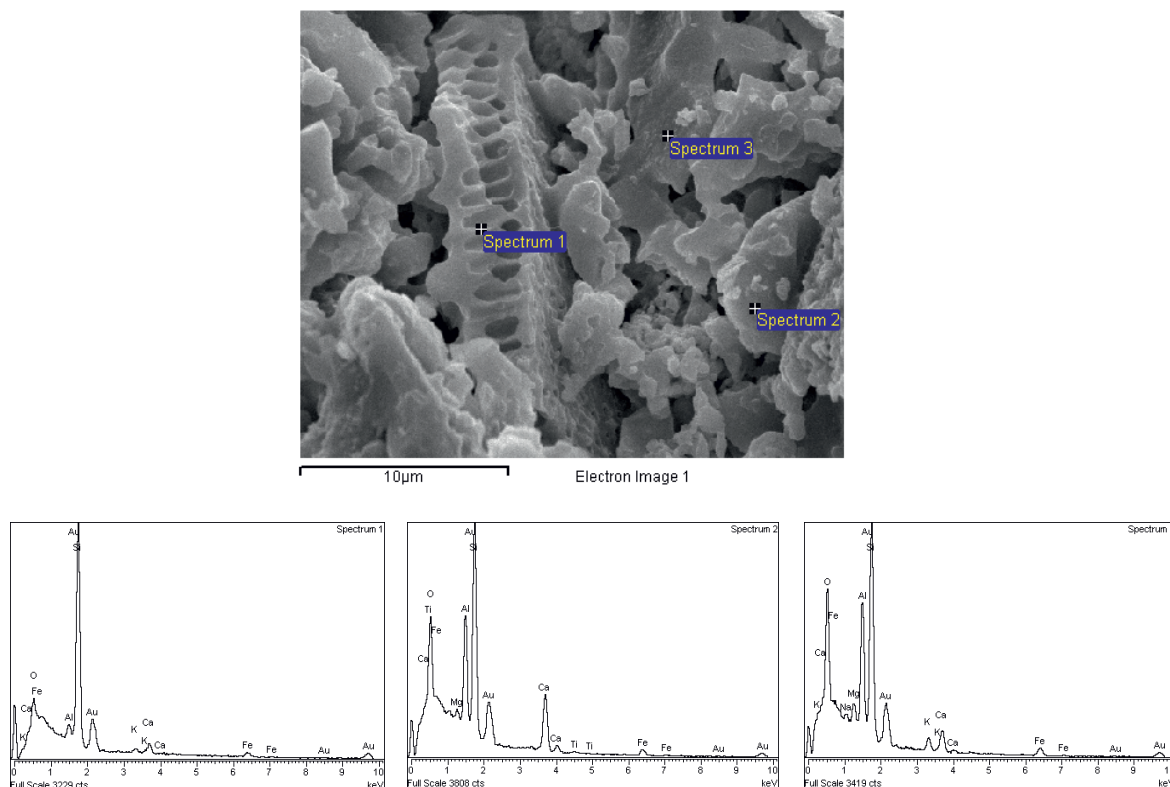 Spectrum 3
Spectrum 1
Spectrum 2
10µm
Electron Image 1
Spectrum 1
Au
Si
O
Fe
Ca
K
Al
Au
K
Ca
K
Ca
Fe
Fe
Au
Au
0 1 2 3 4 5 6 7 8 9 10
Full Scale 3229 cts
keV
Spectrum 2
Au
Si
O
Ti
Fe
Ca
Al
Mg
Au
Ca
Ca
Ti
Ti
Fe
Fe
Au
Au
0 1 2 3 4 5 6 7 8 9 10
Full Scale 3808 cts
keV
Spectrum
Au
Si
O
Al
Fe
Ca
K
Na
Mg
Au
K
Ca
K
Ca
Fe
Fe
Au
Au
0 1 2 3 4 5 6 7 8 9 1
Full Scale 3419 cts
keV